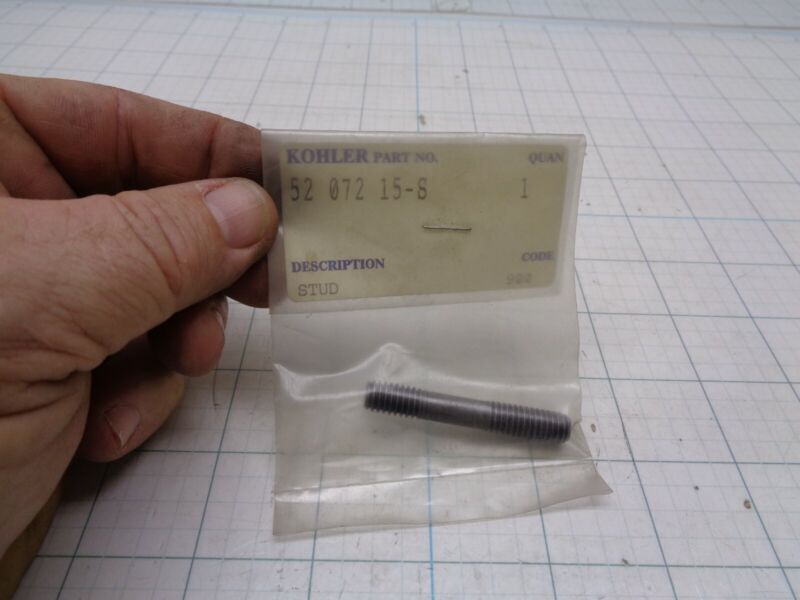 KOHLER PART NO. QUAN
52 072 15-S 1
DESCRIPTION CODE
STUD